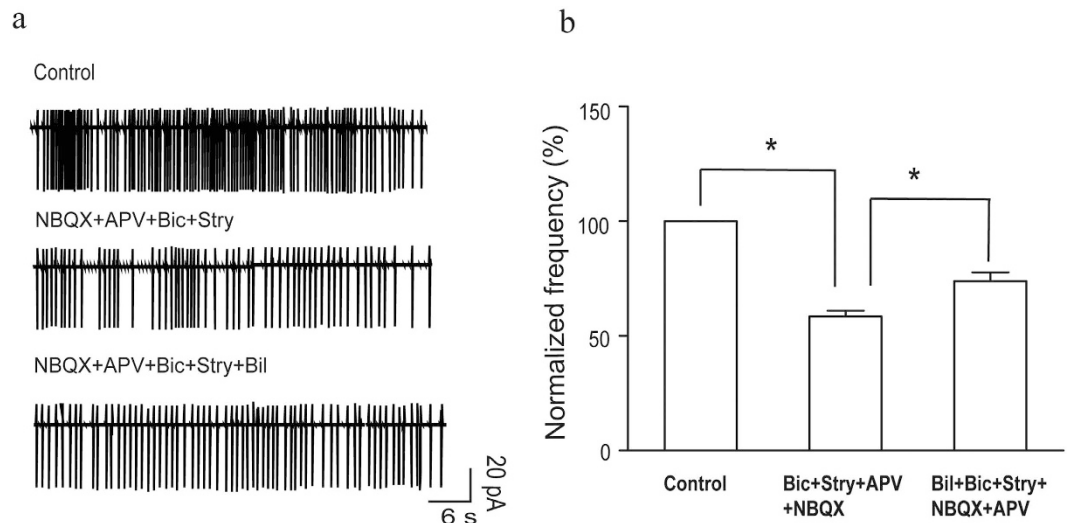 a
Control
NBQX+APV+Bic+Stry
NBQX+APV+Bic+Stry+Bil
20 pA
6 s
b
Normalized frequency (%)
150
100
50
0
*
*
Control
Bic+Stry+APV
+NBQX
Bil+Bic+Stry+
NBQX+APV